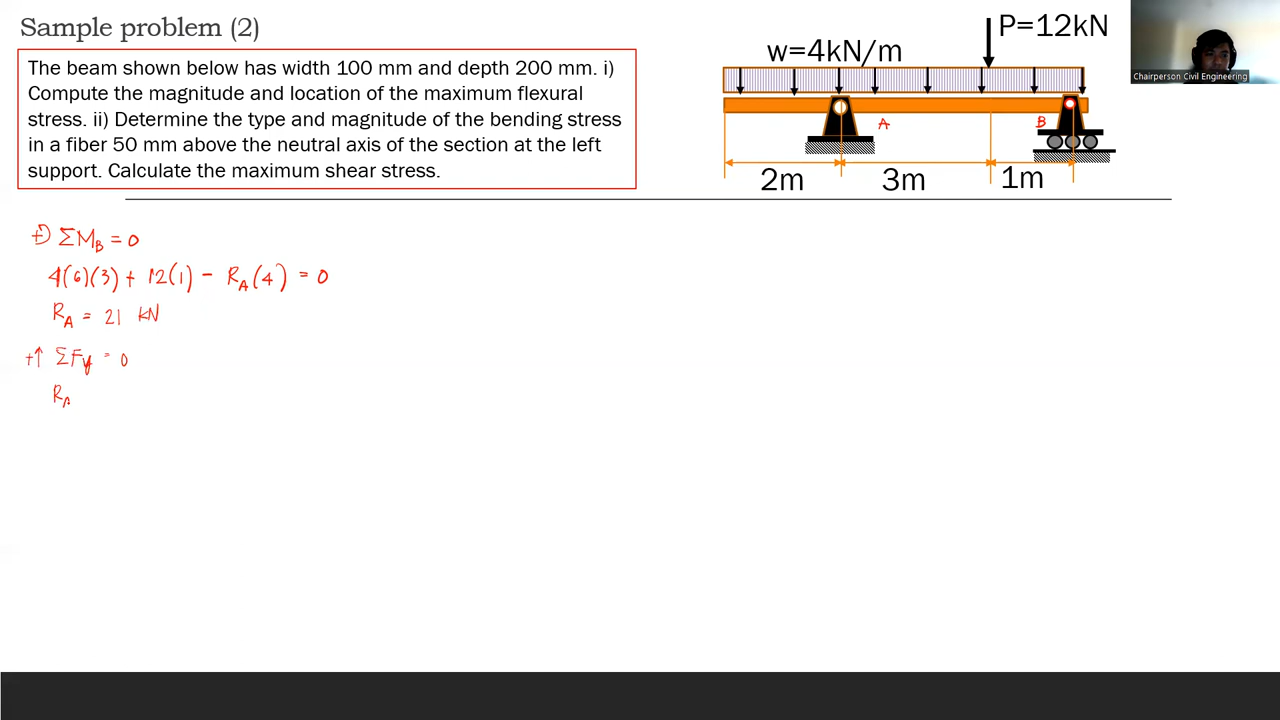 Sample problem (2)
The beam shown below has width 100 mm and depth 200 mm. i)
Compute the magnitude and location of the maximum flexural
stress. ii) Determine the type and magnitude of the bending stress
in a fiber 50 mm above the neutral axis of the section at the left
support. Calculate the maximum shear stress.
P=12kN
w=4kN/m
A
B
2m
3m
1m
Chairperson Civil Engineering
+ ΣM_B = 0
4(6)(3) + 12(1) - R_A(4) = 0
R_A = 21 kN
+↑ ΣFy = 0
R_A